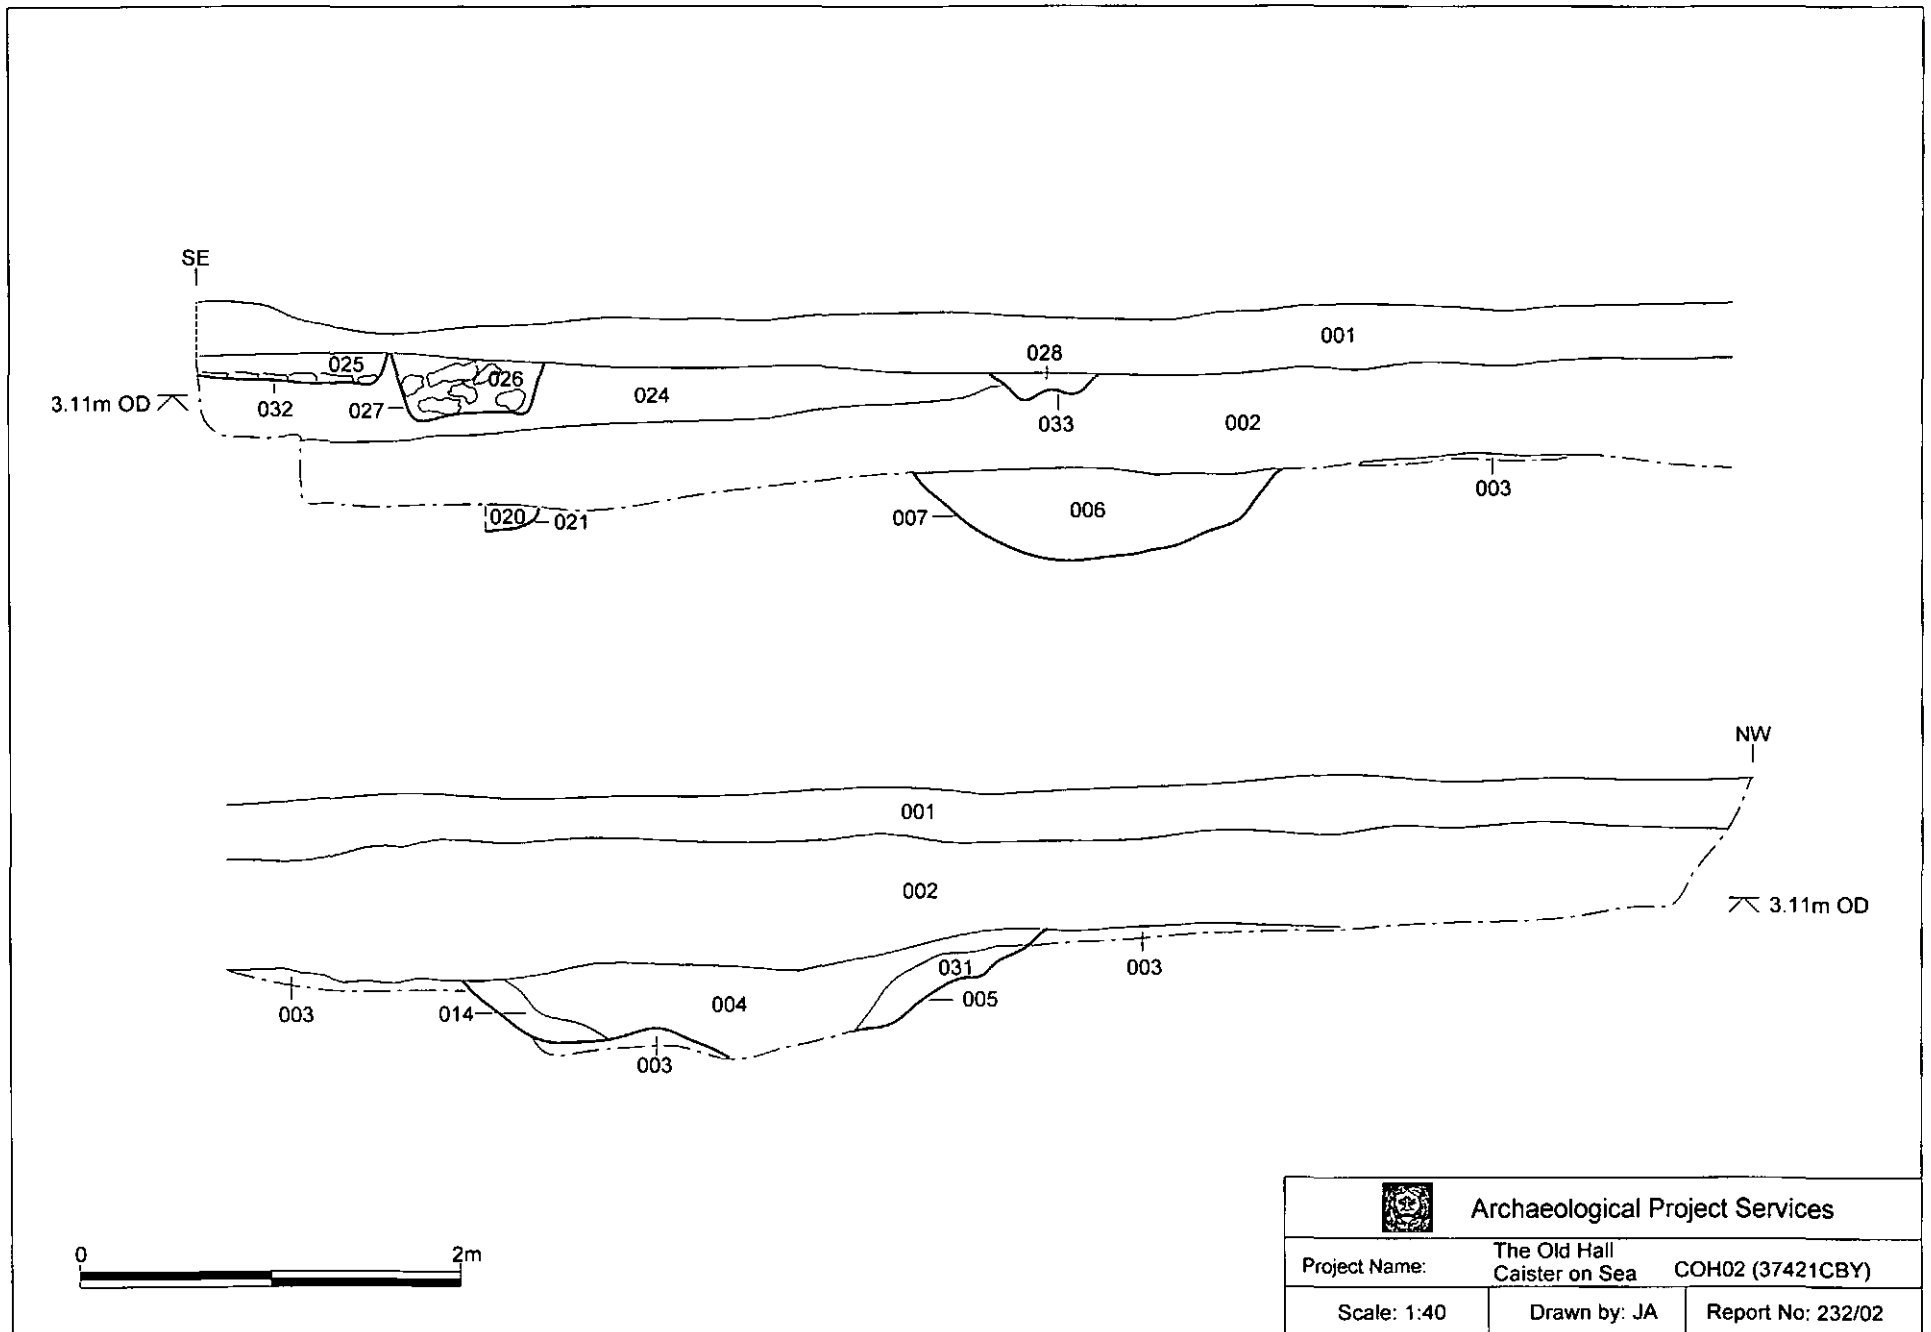 SE
001
028
025
026
024
3.11m OD
032
027
033
002
003
020
021
007
006
NW
001
002
3.11m OD
031
003
005
004
003
014
003
0
2m
Archaeological Project Services
Project Name:
The Old Hall
Caister on Sea
COH02 (37421CBY)
Scale: 1:40
Drawn by: JA
Report No: 232/02